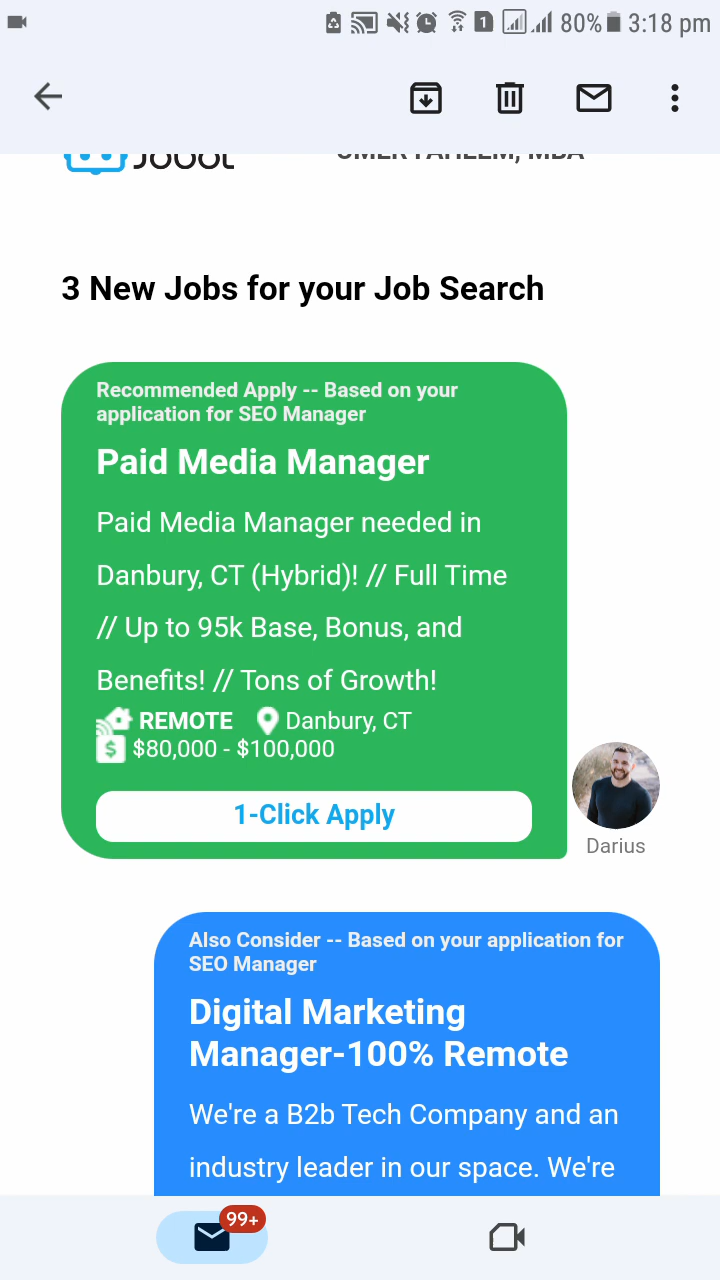 1
80%
3:18 pm
Jobot
3 New Jobs for your Job Search
Recommended Apply -- Based on your
application for SEO Manager
Paid Media Manager
Paid Media Manager needed in
Danbury, CT (Hybrid)! // Full Time
// Up to 95k Base, Bonus, and
Benefits! // Tons of Growth!
REMOTE
Danbury, CT
$ $80,000 - $100,000
1-Click Apply
Darius
Also Consider -- Based on your application for
SEO Manager
Digital Marketing
Manager-100% Remote
We're a B2b Tech Company and an
industry leader in our space. We're
99+